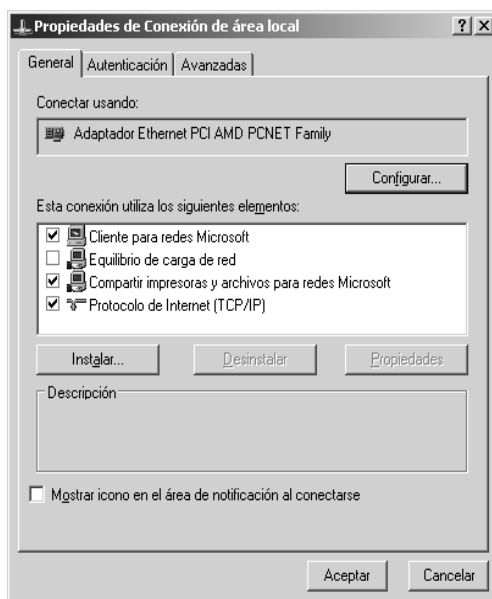 Propiedades de Conexión de área local
General Autenticación Avanzadas
Conectar usando:
Adaptador Ethernet PCI AMD PCNET Family
Configurar...
Esta conexión utiliza los siguientes elementos:
Cliente para redes Microsoft
Equilibrio de carga de red
Compartir impresoras y archivos para redes Microsoft
Protocolo de Internet (TCP/IP)
Instalar... Desinstalar Propiedades
Descripción
Mostrar icono en el área de notificación al conectarse
Aceptar Cancelar